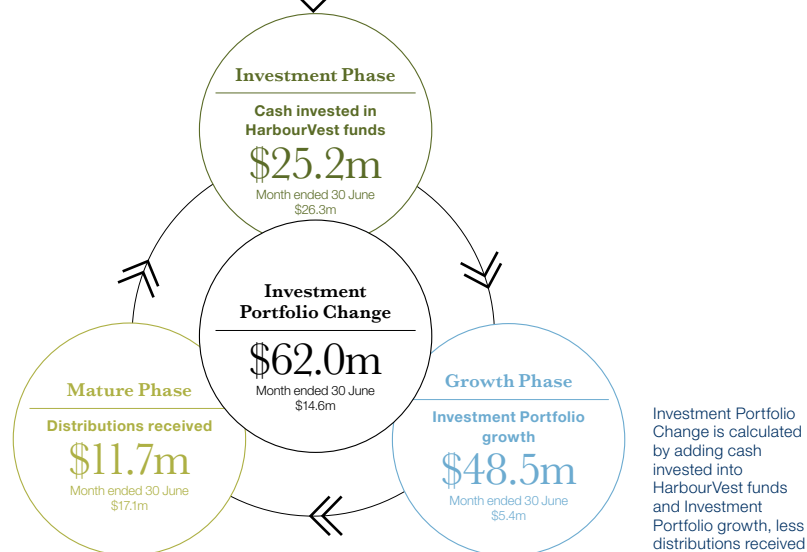 Investment Phase
Cash invested in
HarbourVest funds
$25.2m
Month ended 30 June
$26.3m
Investment
Portfolio Change
$62.0m
Month ended 30 June
$14.6m
Mature Phase
Distributions received
$11.7m
Month ended 30 June
$17.1m
Growth Phase
Investment Portfolio
growth
$48.5m
Month ended 30 June
$5.4m
Investment Portfolio
Change is calculated
by adding cash
invested into
HarbourVest funds
and Investment
Portfolio growth, less
distributions received